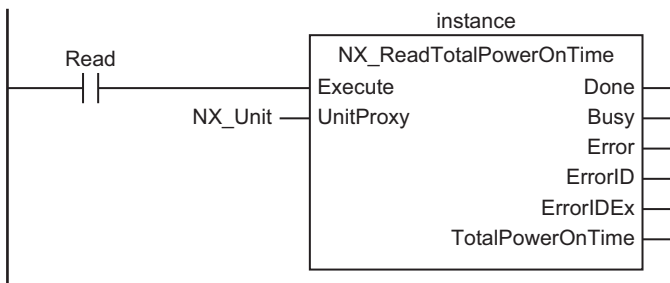 instance
Read
NX_ReadTotalPowerOnTime
Execute Done
NX_Unit UnitProxy Busy
Error
ErrorID
ErrorIDEx
TotalPowerOnTime